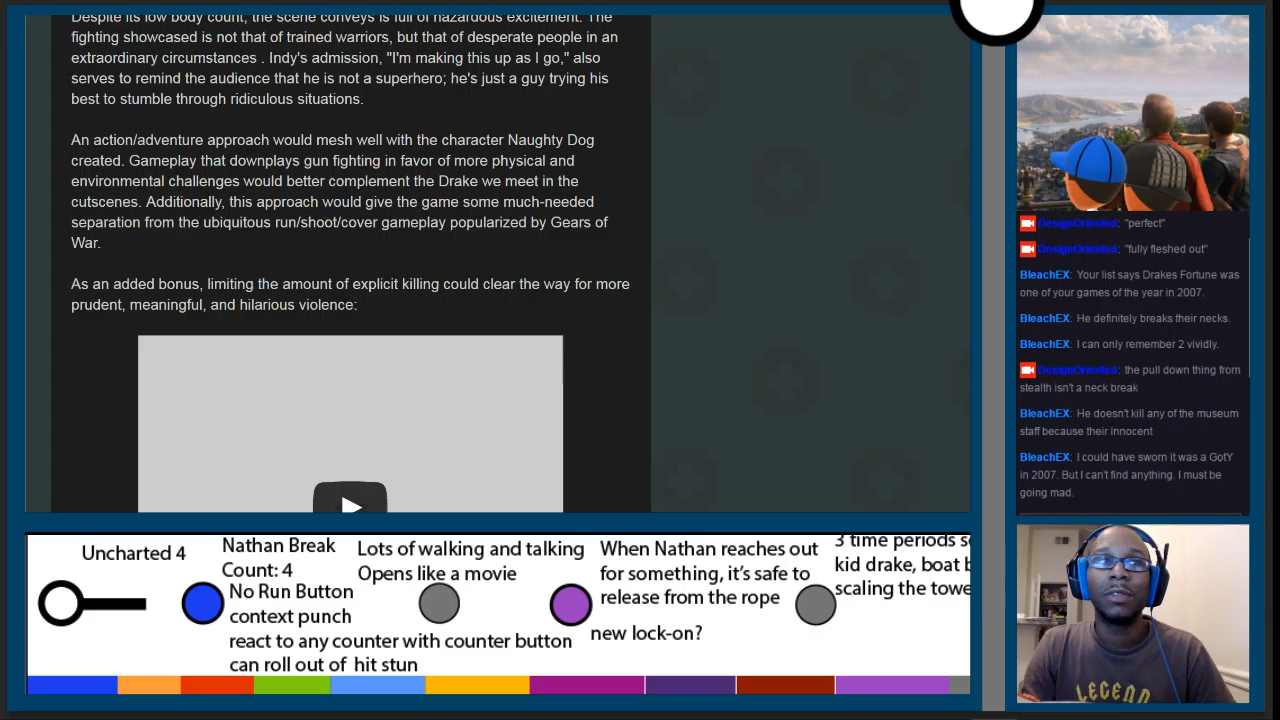 Despite its low body count, the scene conveys is full of hazardous excitement. The
fighting showcased is not that of trained warriors, but that of desperate people in an
extraordinary circumstances . Indy's admission, "I'm making this up as I go," also
serves to remind the audience that he is not a superhero; he's just a guy trying his
best to stumble through ridiculous situations.
An action/adventure approach would mesh well with the character Naughty Dog
created. Gameplay that downplays gun fighting in favor of more physical and
environmental challenges would better complement the Drake we meet in the
cutscenes. Additionally, this approach would give the game some much-needed
separation from the ubiquitous run/shoot/cover gameplay popularized by Gears of
War.
As an added bonus, limiting the amount of explicit killing could clear the way for more
prudent, meaningful, and hilarious violence:
DesignOriented: "perfect"
DesignOriented: "fully fleshed out"
BleachEX: Your list says Drakes Fortune was
one of your games of the year in 2007.
BleachEX: He definitely breaks their necks.
BleachEX: I can only remember 2 vividly.
DesignOriented: the pull down thing from
stealth isn't a neck break
BleachEX: He doesn't kill any of the museum
staff because their innocent
BleachEX: I could have sworn it was a GotY
in 2007. But I can't find anything. I must be
going mad.
Uncharted 4
Nathan Break
Count: 4
No Run Button
context punch
react to any counter with counter button
can roll out of hit stun
Lots of walking and talking
Opens like a movie
When Nathan reaches out
for something, it's safe to
release from the rope
new lock-on?
3 time periods
kid drake, boat
scaling the
LEGEND